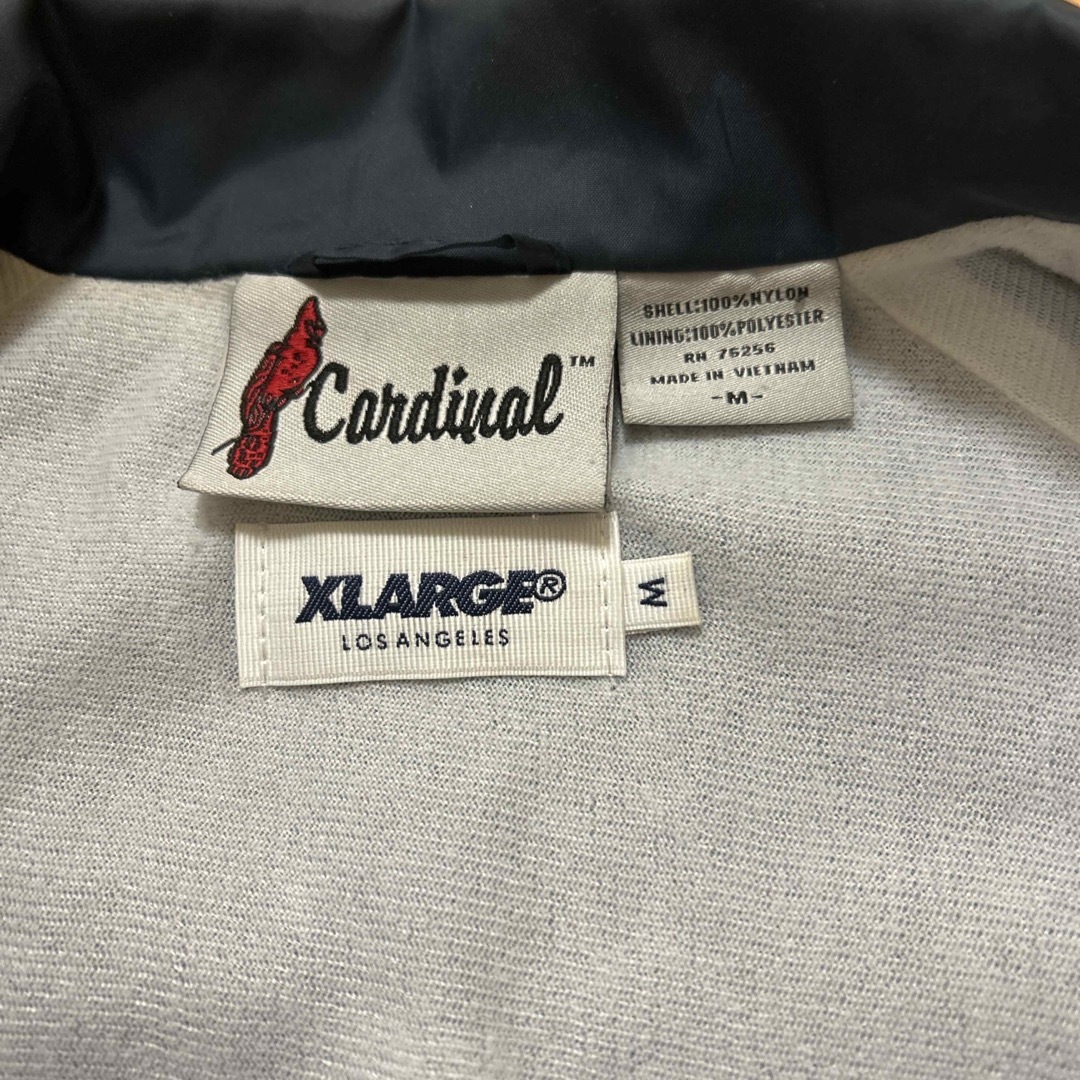 Cardinal™
SHELL:100%NYLON
LINING:100%POLYESTER
RN 76256
MADE IN VIETNAM
-M-
XLARGE®
LOS ANGELES
M